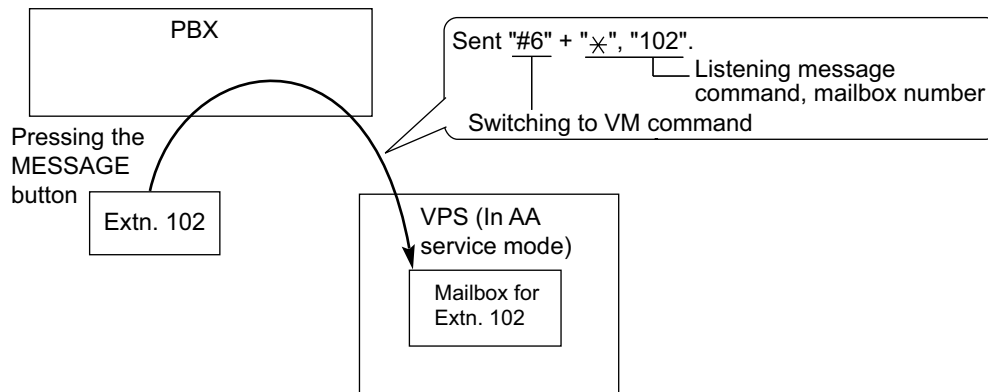 PBX
Sent "#6" + "✳", "102".
Listening message
command, mailbox number
Switching to VM command
Pressing the
MESSAGE
button
Extn. 102
VPS (In AA
service mode)
Mailbox for
Extn. 102